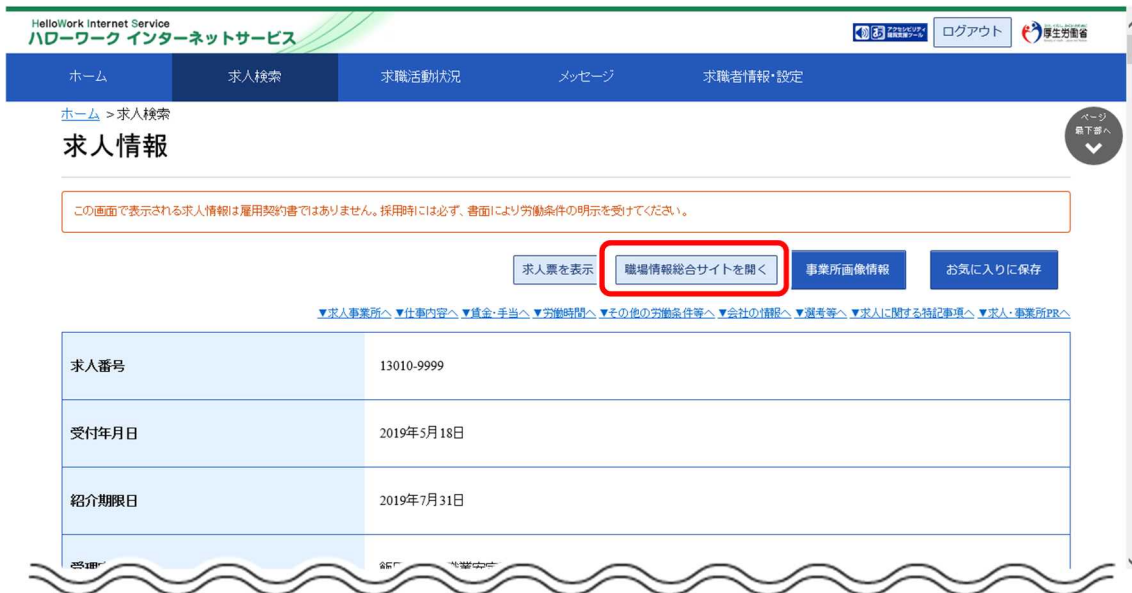 HelloWork Internet Service
ハローワーク インターネットサービス
ログアウト
厚生労働省
ホーム 求人検索 求職活動状況 メッセージ 求職者情報・設定
ホーム >求人検索
ページ
最下部へ
求人情報
この画面で表示される求人情報は雇用契約書ではありません。採用時には必ず、書面により労働条件の明示を受けてください。
求人票を表示 職場情報総合サイトを開く 事業所画像情報 お気に入りに保存
▼求人事業所へ ▼仕事内容へ ▼賃金・手当へ ▼労働時間へ ▼その他の労働条件等へ ▼会社の情報へ ▼選考等へ ▼求人に関する特記事項へ ▼求人・事業所PRへ
求人番号 13010-9999
受付年月日 2019年5月18日
紹介期限日 2019年7月31日